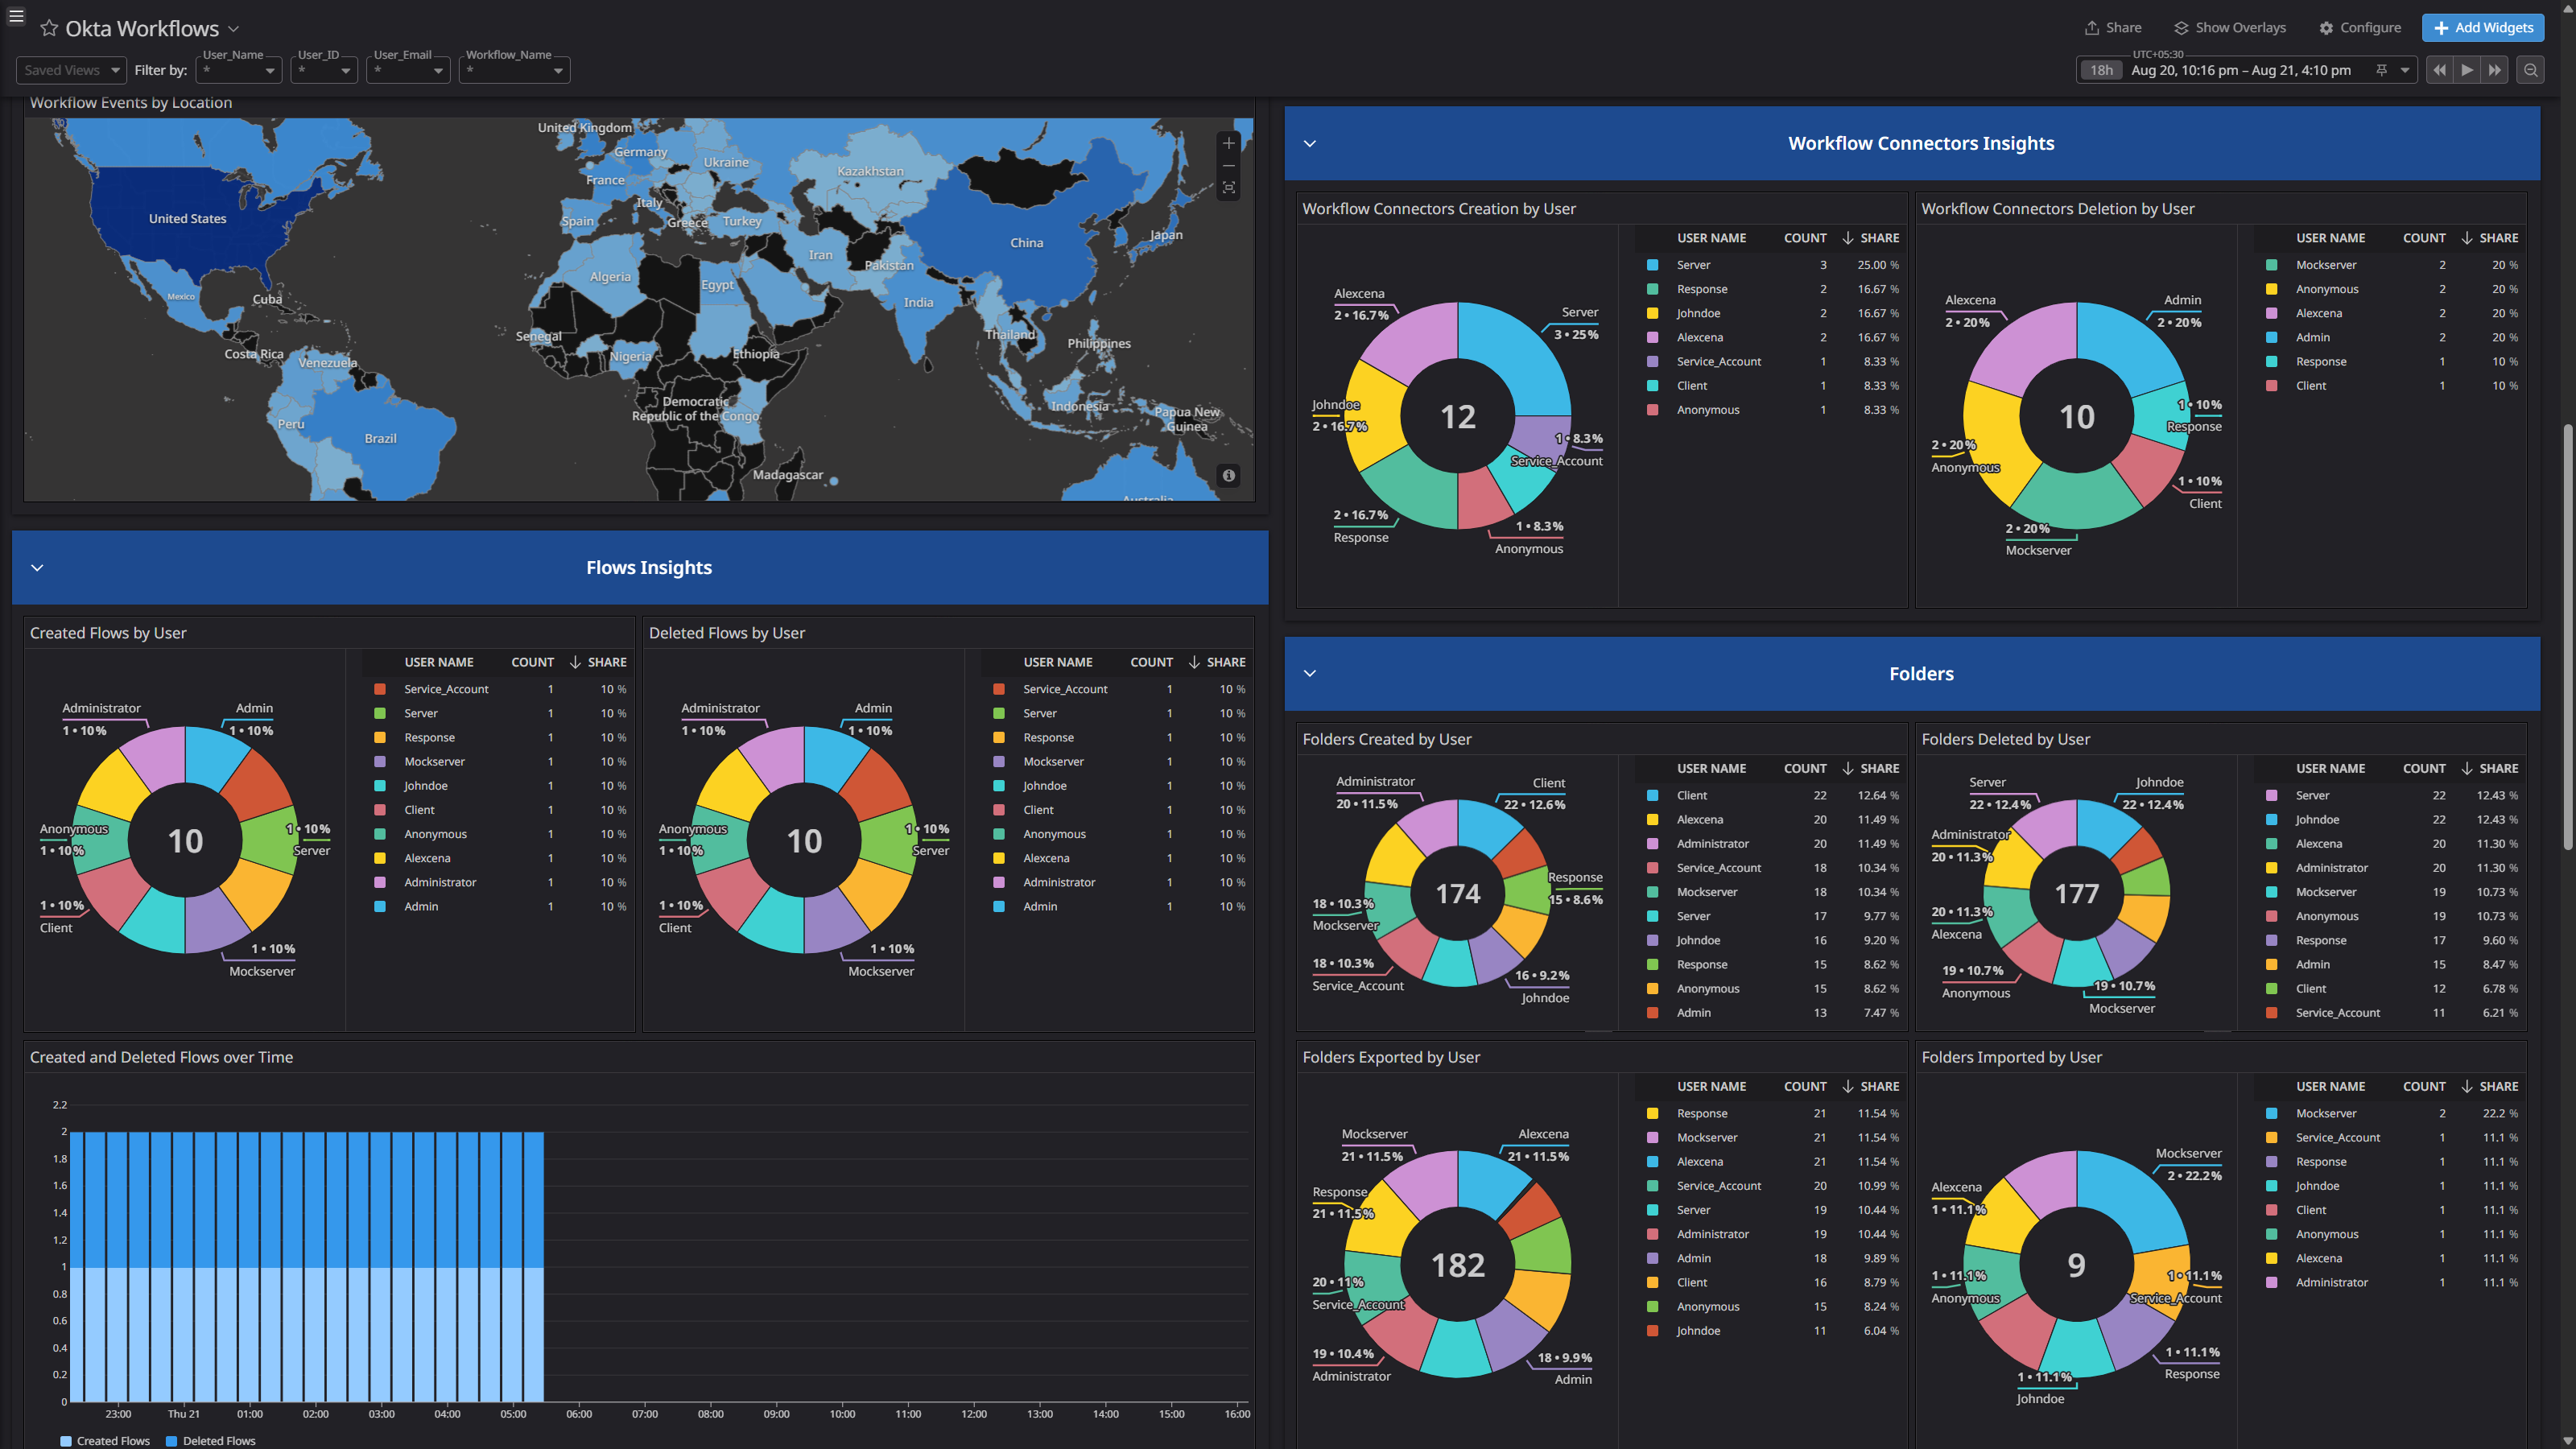 Okta Workflows
Share
Show Overlays
Configure
Add Widgets
Saved Views
Filter by:
User_Name
*
User_ID
*
User_Email
*
Workflow_Name
*
UTC+05:30
18h Aug 20, 10:16 pm – Aug 21, 4:10 pm
Workflow Events by Location
United Kingdom
Germany
Ukraine
Kazakhstan
France
Italy
Spain
Greece
Turkey
United States
China
Japan
Iran
Pakistan
Algeria
Egypt
India
Mexico
Cuba
Senegal
Thailand
Philippines
Costa Rica
Venezuela
Nigeria
Ethiopia
Democratic
Republic of the Congo
Indonesia
Papua New
Guinea
Peru
Brazil
Madagascar
Australia
Flows Insights
Created Flows by User
Administrator
1 • 10%
Admin
1 • 10%
Anonymous
1 • 10%
1 • 10%
Server
10
1 • 10%
Client
1 • 10%
Mockserver
USER NAME COUNT SHARE
Service_Account 1 10 %
Server 1 10 %
Response 1 10 %
Mockserver 1 10 %
Johndoe 1 10 %
Client 1 10 %
Anonymous 1 10 %
Alexcena 1 10 %
Administrator 1 10 %
Admin 1 10 %
Deleted Flows by User
Administrator
1 • 10%
Admin
1 • 10%
Anonymous
1 • 10%
1 • 10%
Server
10
1 • 10%
Client
1 • 10%
Mockserver
USER NAME COUNT SHARE
Service_Account 1 10 %
Server 1 10 %
Response 1 10 %
Mockserver 1 10 %
Johndoe 1 10 %
Client 1 10 %
Anonymous 1 10 %
Alexcena 1 10 %
Administrator 1 10 %
Admin 1 10 %
Created and Deleted Flows over Time
2.2
2
1.8
1.6
1.4
1.2
1
0.8
0.6
0.4
0.2
0
23:00 Thu 21 01:00 02:00 03:00 04:00 05:00 06:00 07:00 08:00 09:00 10:00 11:00 12:00 13:00 14:00 15:00 16:00
Created Flows Deleted Flows
Workflow Connectors Insights
Workflow Connectors Creation by User
Alexcena
2 • 16.7%
Server
3 • 25%
Johndoe
2 • 16.7%
12
1 • 8.3%
Service_Account
2 • 16.7%
Response
1 • 8.3%
Anonymous
USER NAME COUNT SHARE
Server 3 25.00 %
Response 2 16.67 %
Johndoe 2 16.67 %
Alexcena 2 16.67 %
Service_Account 1 8.33 %
Client 1 8.33 %
Anonymous 1 8.33 %
Workflow Connectors Deletion by User
Alexcena
2 • 20%
Admin
2 • 20%
1 • 10%
Response
10
2 • 20%
Anonymous
1 • 10%
Client
2 • 20%
Mockserver
USER NAME COUNT SHARE
Mockserver 2 20 %
Anonymous 2 20 %
Alexcena 2 20 %
Admin 2 20 %
Response 1 10 %
Client 1 10 %
Folders
Folders Created by User
Administrator
20 • 11.5%
Client
22 • 12.6%
Response
15 • 8.6%
174
18 • 10.3%
Mockserver
18 • 10.3%
Service_Account
16 • 9.2%
Johndoe
USER NAME COUNT SHARE
Client 22 12.64 %
Alexcena 20 11.49 %
Administrator 20 11.49 %
Service_Account 18 10.34 %
Mockserver 18 10.34 %
Server 17 9.77 %
Johndoe 16 9.20 %
Response 15 8.62 %
Anonymous 15 8.62 %
Admin 13 7.47 %
Folders Deleted by User
Server
22 • 12.4%
Johndoe
22 • 12.4%
Administrator
20 • 11.3%
177
20 • 11.3%
Alexcena
19 • 10.7%
Anonymous
19 • 10.7%
Mockserver
USER NAME COUNT SHARE
Server 22 12.43 %
Johndoe 22 12.43 %
Alexcena 20 11.30 %
Administrator 20 11.30 %
Mockserver 19 10.73 %
Anonymous 19 10.73 %
Response 17 9.60 %
Admin 15 8.47 %
Client 12 6.78 %
Service_Account 11 6.21 %
Folders Exported by User
Mockserver
21 • 11.5%
Alexcena
21 • 11.5%
Response
21 • 11.5%
182
20 • 11%
Service_Account
19 • 10.4%
Administrator
18 • 9.9%
Admin
USER NAME COUNT SHARE
Response 21 11.54 %
Mockserver 21 11.54 %
Alexcena 21 11.54 %
Service_Account 20 10.99 %
Server 19 10.44 %
Administrator 19 10.44 %
Admin 18 9.89 %
Client 16 8.79 %
Anonymous 15 8.24 %
Johndoe 11 6.04 %
Folders Imported by User
Mockserver
2 • 22.2%
Alexcena
1 • 11.1%
9
1 • 11.1%
Anonymous
1 • 11.1%
Service_Account
1 • 11.1%
Response
1 • 11.1%
Johndoe
USER NAME COUNT SHARE
Mockserver 2 22.2 %
Service_Account 1 11.1 %
Response 1 11.1 %
Johndoe 1 11.1 %
Client 1 11.1 %
Anonymous 1 11.1 %
Alexcena 1 11.1 %
Administrator 1 11.1 %